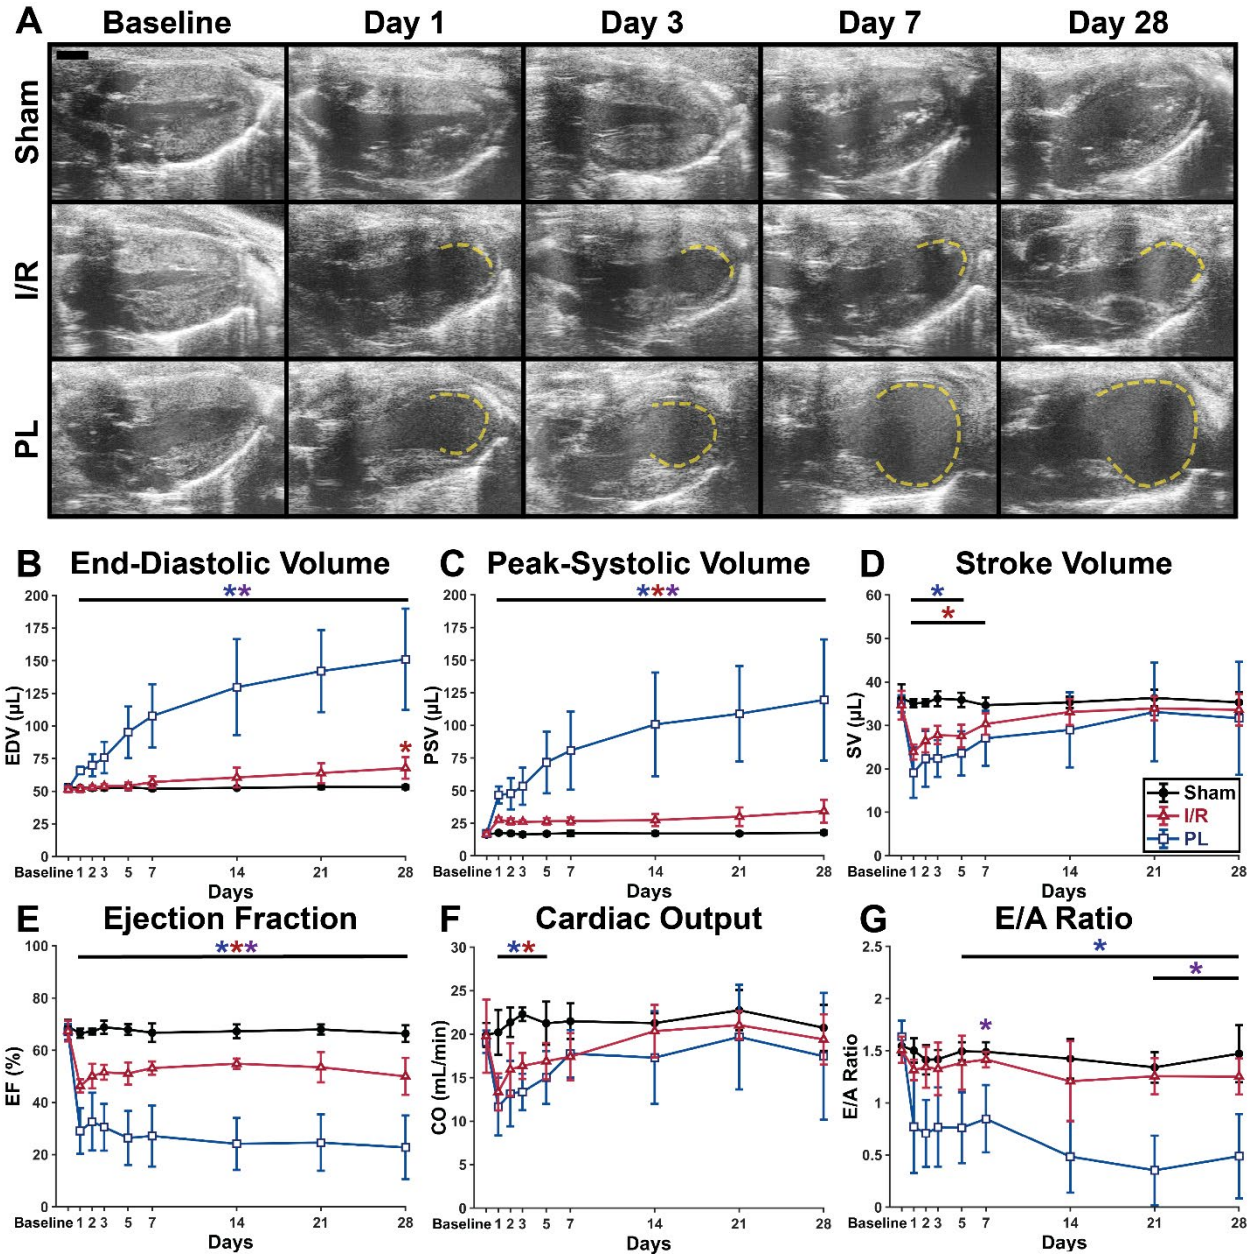 A Baseline Day 1 Day 3 Day 7 Day 28
Sham
I/R
PL
B End-Diastolic Volume
**
*
EDV (µL)
200
175
150
125
100
75
50
25
0
Baseline 1 2 3 5 7 14 21 28
Days
C Peak-Systolic Volume
***
PSV (µL)
200
175
150
125
100
75
50
25
0
Baseline 1 2 3 5 7 14 21 28
Days
D Stroke Volume
*
*
SV (µL)
60
50
40
30
20
10
0
Sham
I/R
PL
Baseline 1 2 3 5 7 14 21 28
Days
E Ejection Fraction
***
EF (%)
100
80
60
40
20
0
Baseline 1 2 3 5 7 14 21 28
Days
F Cardiac Output
**
CO (mL/min)
30
25
20
15
10
5
0
Baseline 1 2 3 5 7 14 21 28
Days
G E/A Ratio
*
*
*
E/A Ratio
2.5
2
1.5
1
0.5
0
Baseline 1 2 3 5 7 14 21 28
Days